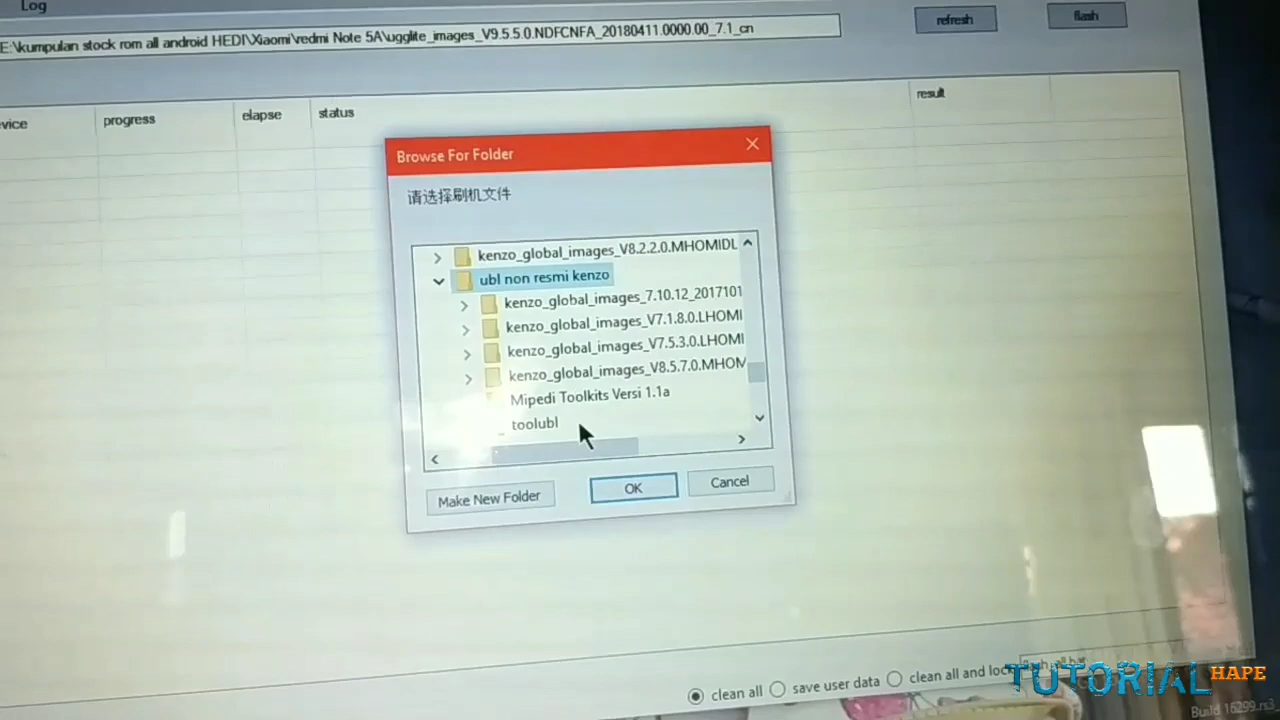 Log
E:\kumpulan stock rom all android HEDI\Xiaomi\redmi Note 5A\ugglite_images_V9.5.5.0.NDFCNFA_20180411.0000.00_7.1_cn
refresh
flash
vice
progress
elapse
status
result
Browse For Folder
请选择刷机文件
kenzo_global_images_V8.2.2.0.MHOMIDL
ubl non resmi kenzo
kenzo_global_images_7.10.12_2017101
kenzo_global_images_V7.1.8.0.LHOMI
kenzo_global_images_V7.5.3.0.LHOMI
kenzo_global_images_V8.5.7.0.MHOM
Mipedi Toolkits Versi 1.1a
toolubl
Make New Folder
OK
Cancel
clean all
save user data
clean all and loc
TUTORIAL HAPE
Build 16299.rs3_